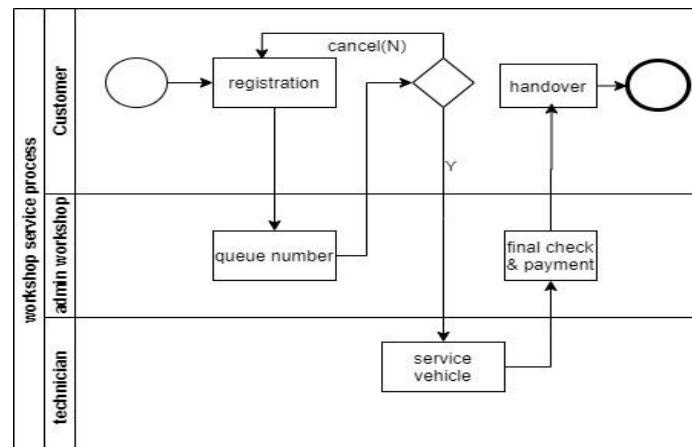 workshop service process
Customer
cancel(N)
registration
handover
Y
admin workshop
queue number
final check
& payment
technician
service
vehicle